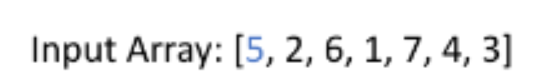 Input Array: [5, 2, 6, 1, 7, 4, 3]